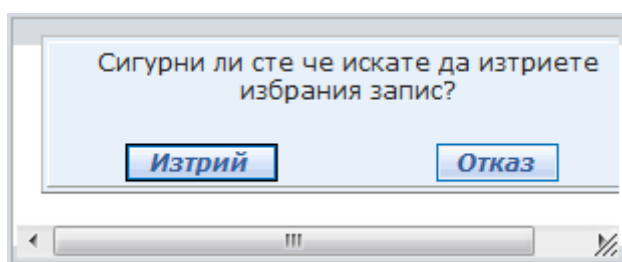 Сигурни ли сте че искате да изтриете
избрания запис?
Изтрий
Отказ